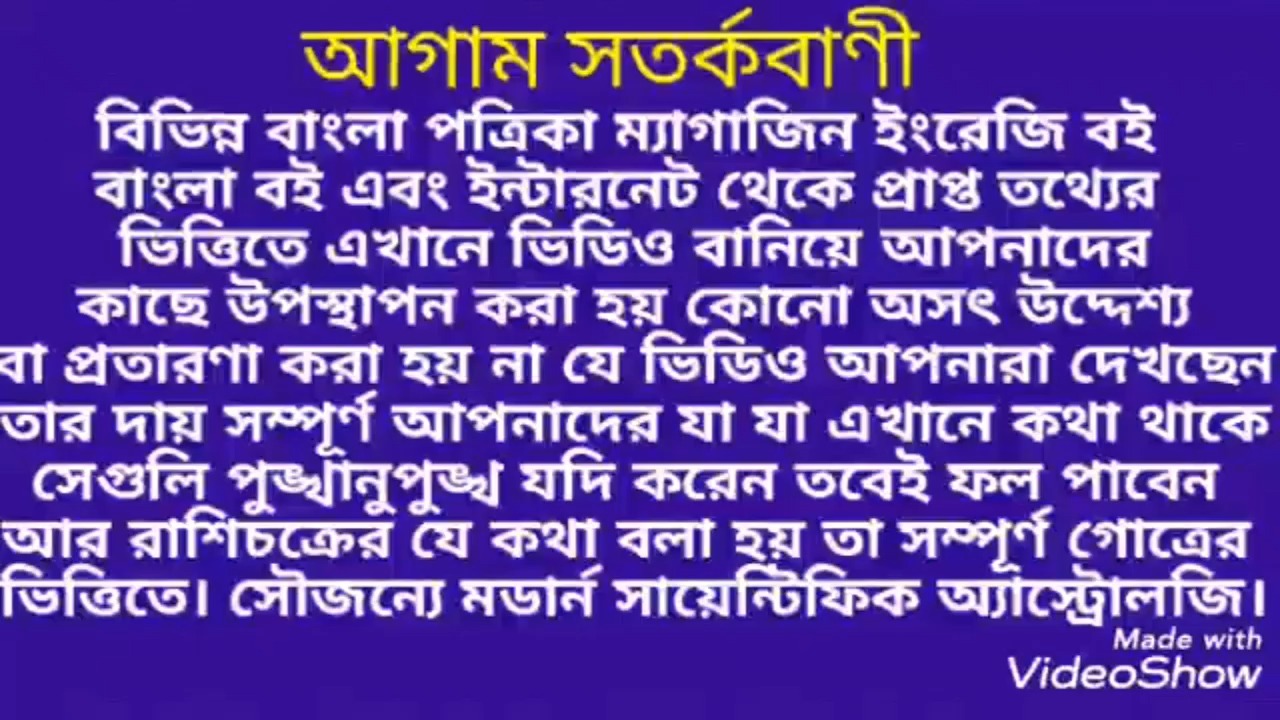 আগাম সতর্কবাণী
বিভিন্ন বাংলা পত্রিকা ম্যাগাজিন ইংরেজি বই
বাংলা বই এবং ইন্টারনেট থেকে প্রাপ্ত তথ্যের
ভিত্তিতে এখানে ভিডিও বানিয়ে আপনাদের
কাছে উপস্থাপন করা হয় কোনো অসৎ উদ্দেশ্য
বা প্রতারণা করা হয় না যে ভিডিও আপনারা দেখছেন
তার দায় সম্পূর্ণ আপনাদের যা যা এখানে কথা থাকে
সেগুলি পুঙ্খানুপুঙ্খ যদি করেন তবেই ফল পাবেন
আর রাশিচক্রের যে কথা বলা হয় তা সম্পূর্ণ গোত্রের
ভিত্তিতে। সৌজন্যে মডার্ন সায়েন্টিফিক অ্যাস্ট্রোলজি।
Made with
VideoShow